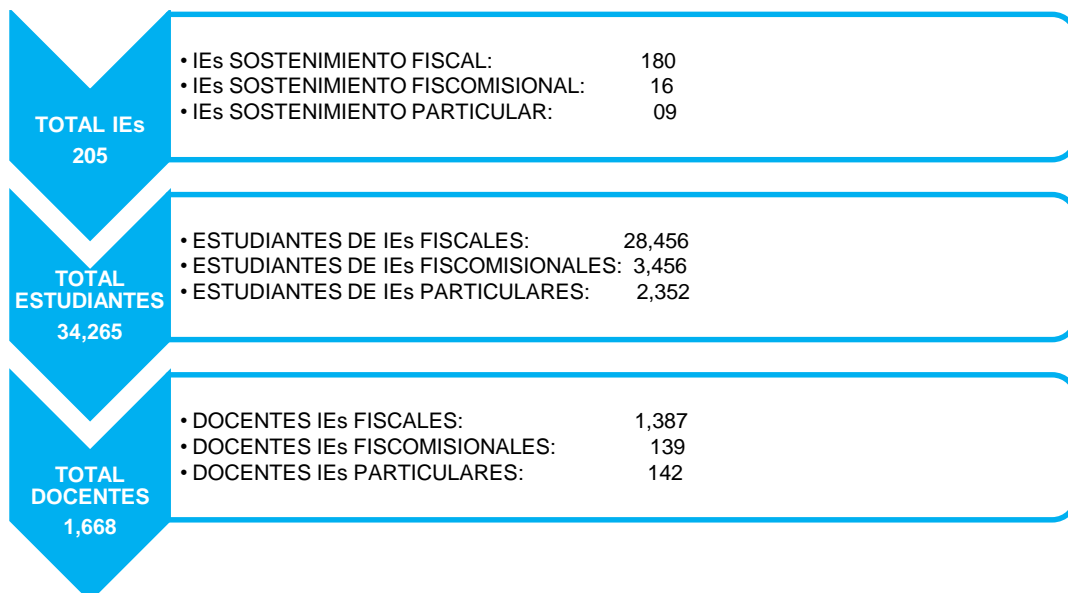 TOTAL IEs
205
• IEs SOSTENIMIENTO FISCAL: 180
• IEs SOSTENIMIENTO FISCOMISIONAL: 16
• IEs SOSTENIMIENTO PARTICULAR: 09
TOTAL
ESTUDIANTES
34,265
• ESTUDIANTES DE IEs FISCALES: 28,456
• ESTUDIANTES DE IEs FISCOMISIONALES: 3,456
• ESTUDIANTES DE IEs PARTICULARES: 2,352
TOTAL
DOCENTES
1,668
• DOCENTES IEs FISCALES: 1,387
• DOCENTES IEs FISCOMISIONALES: 139
• DOCENTES IEs PARTICULARES: 142